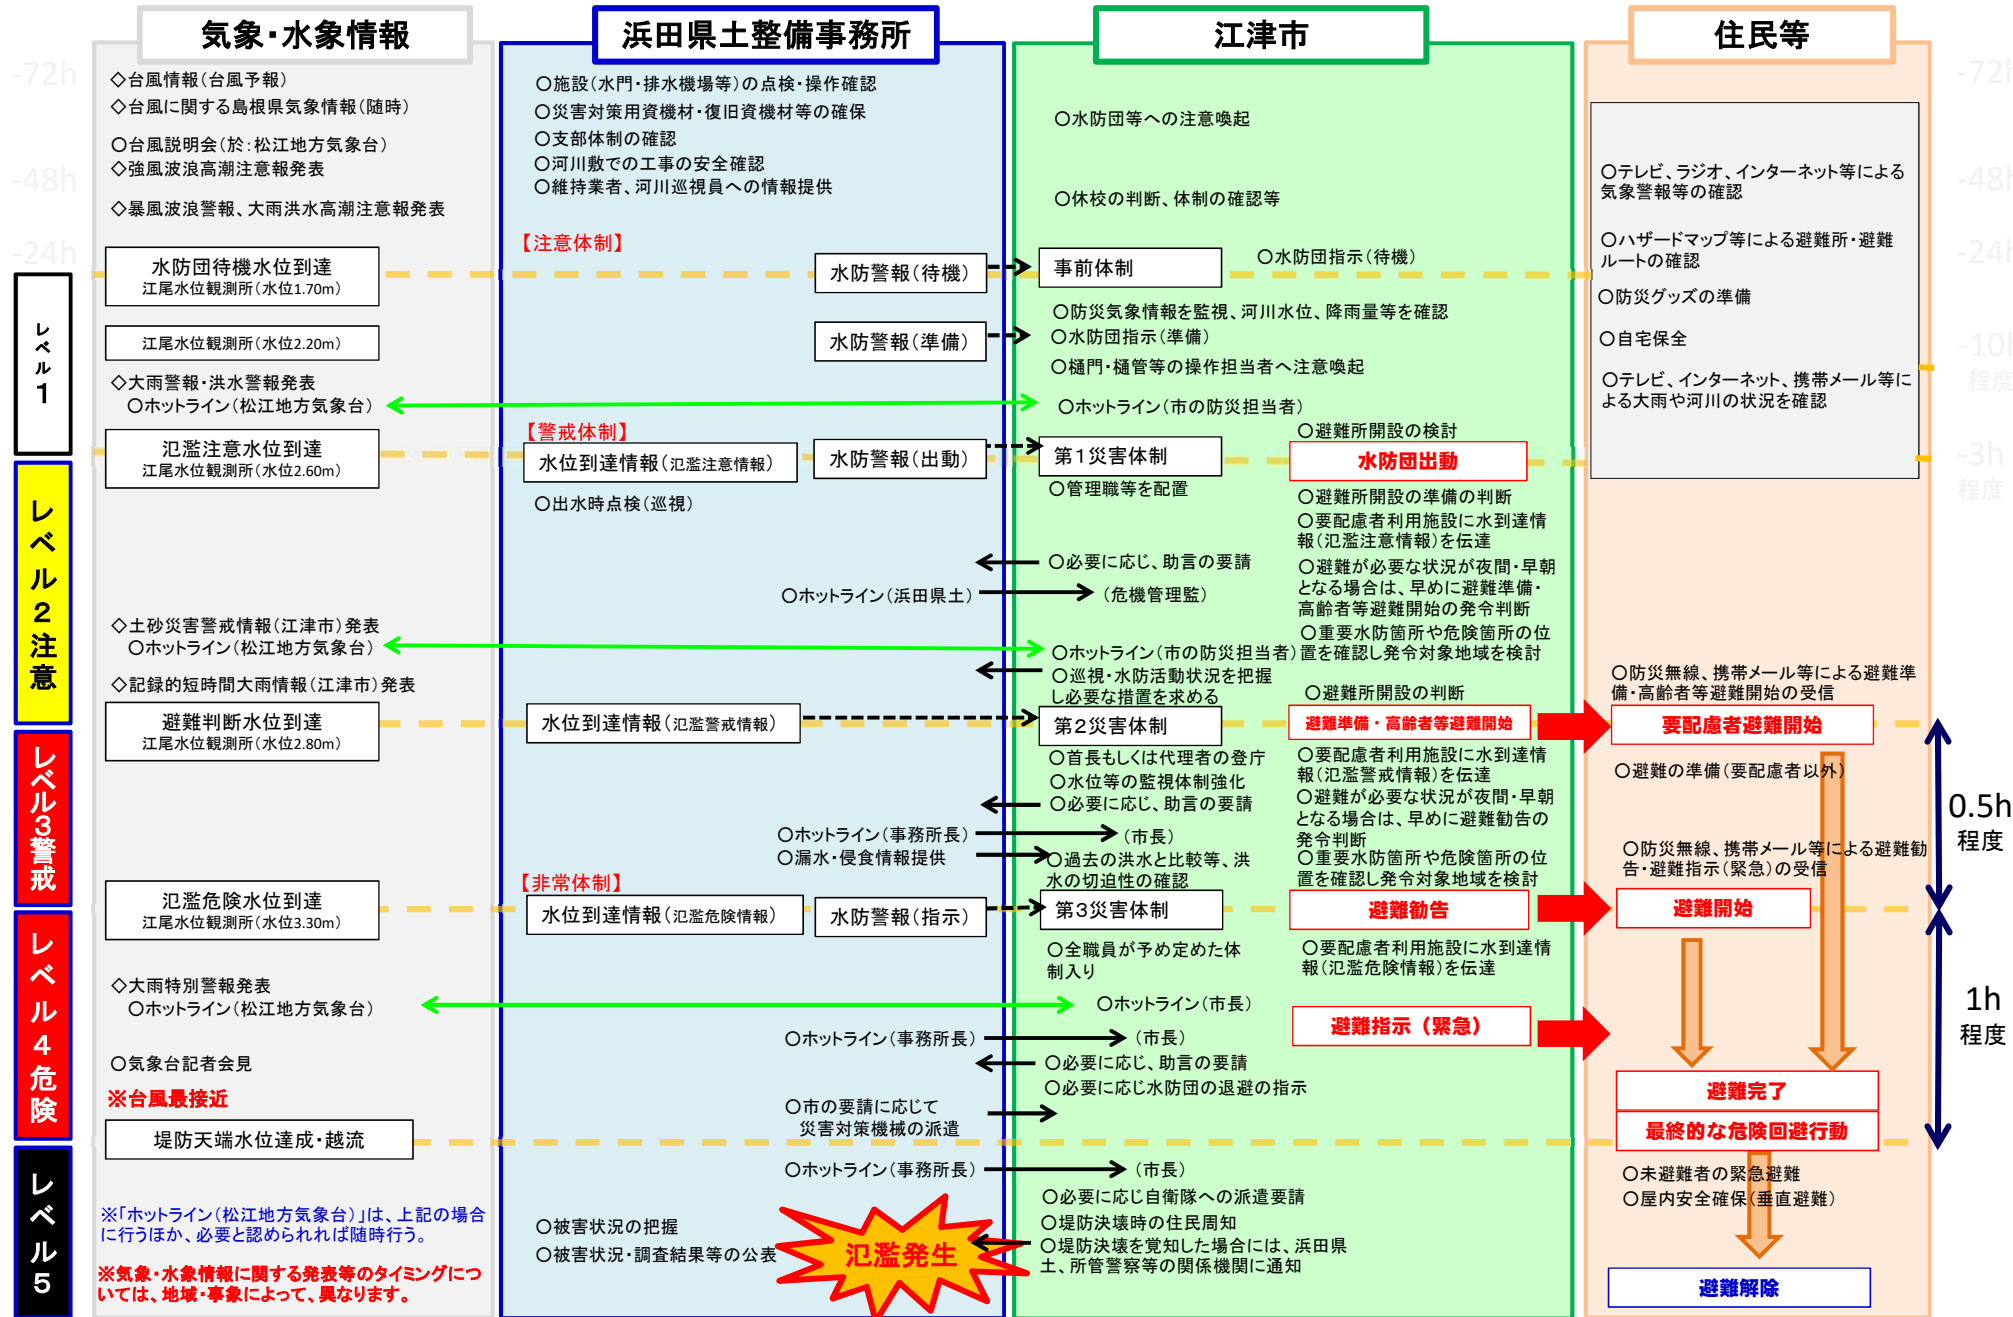 気象・水象情報
浜田県土整備事務所
江津市
住民等
-72h
-48h
-24h
レベル1
レベル2注意
レベル3警戒
レベル4危険
レベル5
◇台風情報(台風予報)
◇台風に関する島根県気象情報(随時)
○台風説明会(於:松江地方気象台)
◇強風波浪高潮注意報発表
◇暴風波浪警報、大雨洪水高潮注意報発表
水防団待機水位到達
江尾水位観測所(水位1.70m)
江尾水位観測所(水位2.20m)
◇大雨警報・洪水警報発表
○ホットライン(松江地方気象台)
氾濫注意水位到達
江尾水位観測所(水位2.60m)
◇土砂災害警戒情報(江津市)発表
○ホットライン(松江地方気象台)
◇記録的短時間大雨情報(江津市)発表
避難判断水位到達
江尾水位観測所(水位2.80m)
氾濫危険水位到達
江尾水位観測所(水位3.30m)
◇大雨特別警報発表
○ホットライン(松江地方気象台)
○気象台記者会見
※台風最接近
堤防天端水位達成・越流
※「ホットライン(松江地方気象台)」は、上記の場合
に行うほか、必要と認められれば随時行う。
※気象・水象情報に関する発表等のタイミングにつ
いては、地域・事象によって、異なります。
○施設(水門・排水機場等)の点検・操作確認
○災害対策用資機材・復旧資機材等の確保
○支部体制の確認
○河川敷での工事の安全確認
○維持業者、河川巡視員への情報提供
【注意体制】
水防警報(待機)
水防警報(準備)
【警戒体制】
水位到達情報(氾濫注意情報)
水防警報(出動)
○出水時点検(巡視)
○ホットライン(浜田県土)
水位到達情報(氾濫警戒情報)
○ホットライン(事務所長)
○漏水・侵食情報提供
【非常体制】
水位到達情報(氾濫危険情報)
水防警報(指示)
○ホットライン(事務所長)
○市の要請に応じて
災害対策機械の派遣
○ホットライン(事務所長)
○被害状況の把握
○被害状況・調査結果等の公表
氾濫発生
○水防団等への注意喚起
○休校の判断、体制の確認等
事前体制
○水防団指示(待機)
○防災気象情報を監視、河川水位、降雨量等を確認
○水防団指示(準備)
○樋門・樋管等の操作担当者へ注意喚起
○ホットライン(市の防災担当者)
第1災害体制
○管理職等を配置
○避難所開設の検討
水防団出動
○避難所開設の準備の判断
○要配慮者利用施設に水到達情
報(氾濫注意情報)を伝達
○必要に応じ、助言の要請
(危機管理監)
○避難が必要な状況が夜間・早朝
となる場合は、早めに避難準備・
高齢者等避難開始の発令判断
○重要水防箇所や危険箇所の位
置を確認し発令対象地域を検討
○ホットライン(市の防災担当者)
○巡視・水防活動状況を把握
し必要な措置を求める
○避難所開設の判断
第2災害体制
避難準備・高齢者等避難開始
○首長もしくは代理者の登庁
○水位等の監視体制強化
○必要に応じ、助言の要請
(市長)
○過去の洪水と比較等、洪
水の切迫性の確認
○要配慮者利用施設に水到達情
報(氾濫警戒情報)を伝達
○避難が必要な状況が夜間・早朝
となる場合は、早めに避難勧告の
発令判断
○重要水防箇所や危険箇所の位
置を確認し発令対象地域を検討
第3災害体制
避難勧告
○全職員が予め定めた体
制入り
○要配慮者利用施設に水到達情
報(氾濫危険情報)を伝達
○ホットライン(市長)
避難指示(緊急)
(市長)
○必要に応じ、助言の要請
○必要に応じ水防団の退避の指示
(市長)
○必要に応じ自衛隊への派遣要請
○堤防決壊時の住民周知
○堤防決壊を覚知した場合には、浜田県
土、所管警察等の関係機関に通知
○テレビ、ラジオ、インターネット等による
気象警報等の確認
○ハザードマップ等による避難所・避難
ルートの確認
○防災グッズの準備
○自宅保全
○テレビ、インターネット、携帯メール等に
よる大雨や河川の状況を確認
○防災無線、携帯メール等による避難準
備・高齢者等避難開始の受信
要配慮者避難開始
○避難の準備(要配慮者以外)
○防災無線、携帯メール等による避難勧
告・避難指示(緊急)の受信
避難開始
避難完了
最終的な危険回避行動
○未避難者の緊急避難
○屋内安全確保(垂直避難)
避難解除
-72h
-48h
-24h
-10h
程度
-3h
程度
0.5h
程度
1h
程度